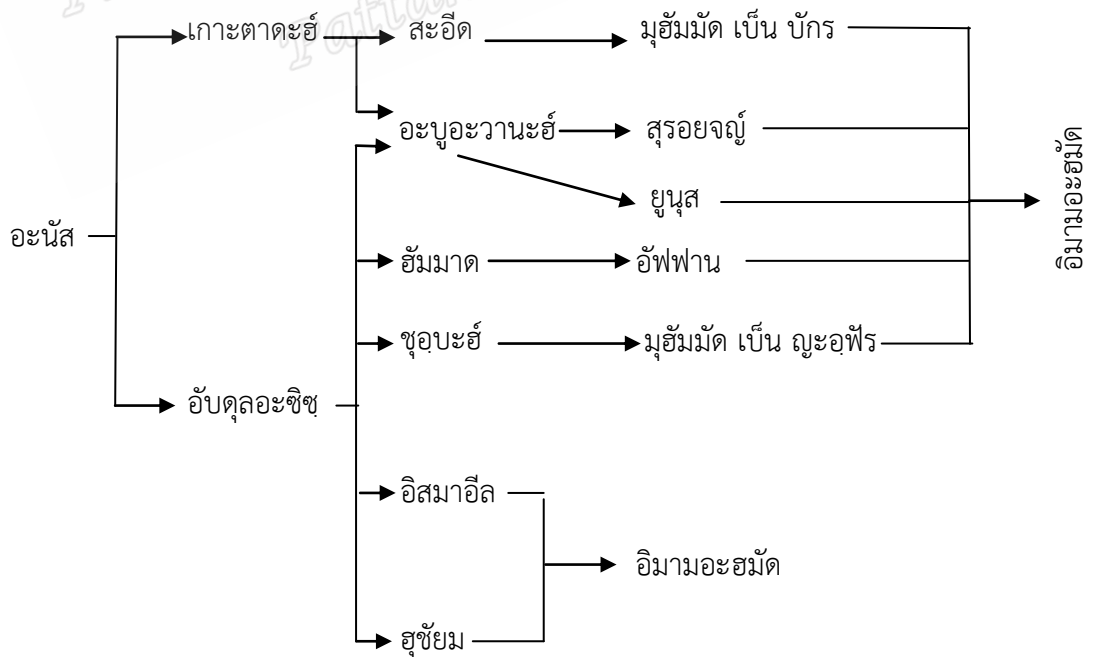 เกาะตาดะฮ์ สะอีด มุฮัมมัด เบ็น บักร
อะบูอะวานะฮ์ สุรอยจญ์
ยูนุส
อิมามอะฮมัด
อะนัส
ฮัมมาด อัฟฟาน
ชุอฺบะฮ์ มุฮัมมัด เบ็น ญะอฺฟัร
อับดุลอะซิซฺ
อิสมาอีล
อิมามอะฮมัด
ฮุชัยม